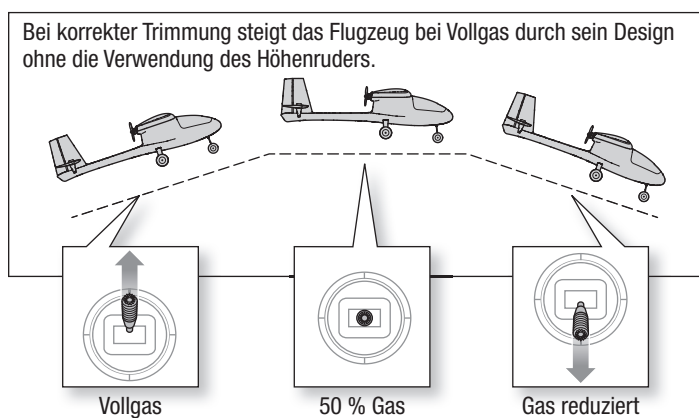 Bei korrekter Trimmung steigt das Flugzeug bei Vollgas durch sein Design
ohne die Verwendung des Höhenruders.
Vollgas
50 % Gas
Gas reduziert